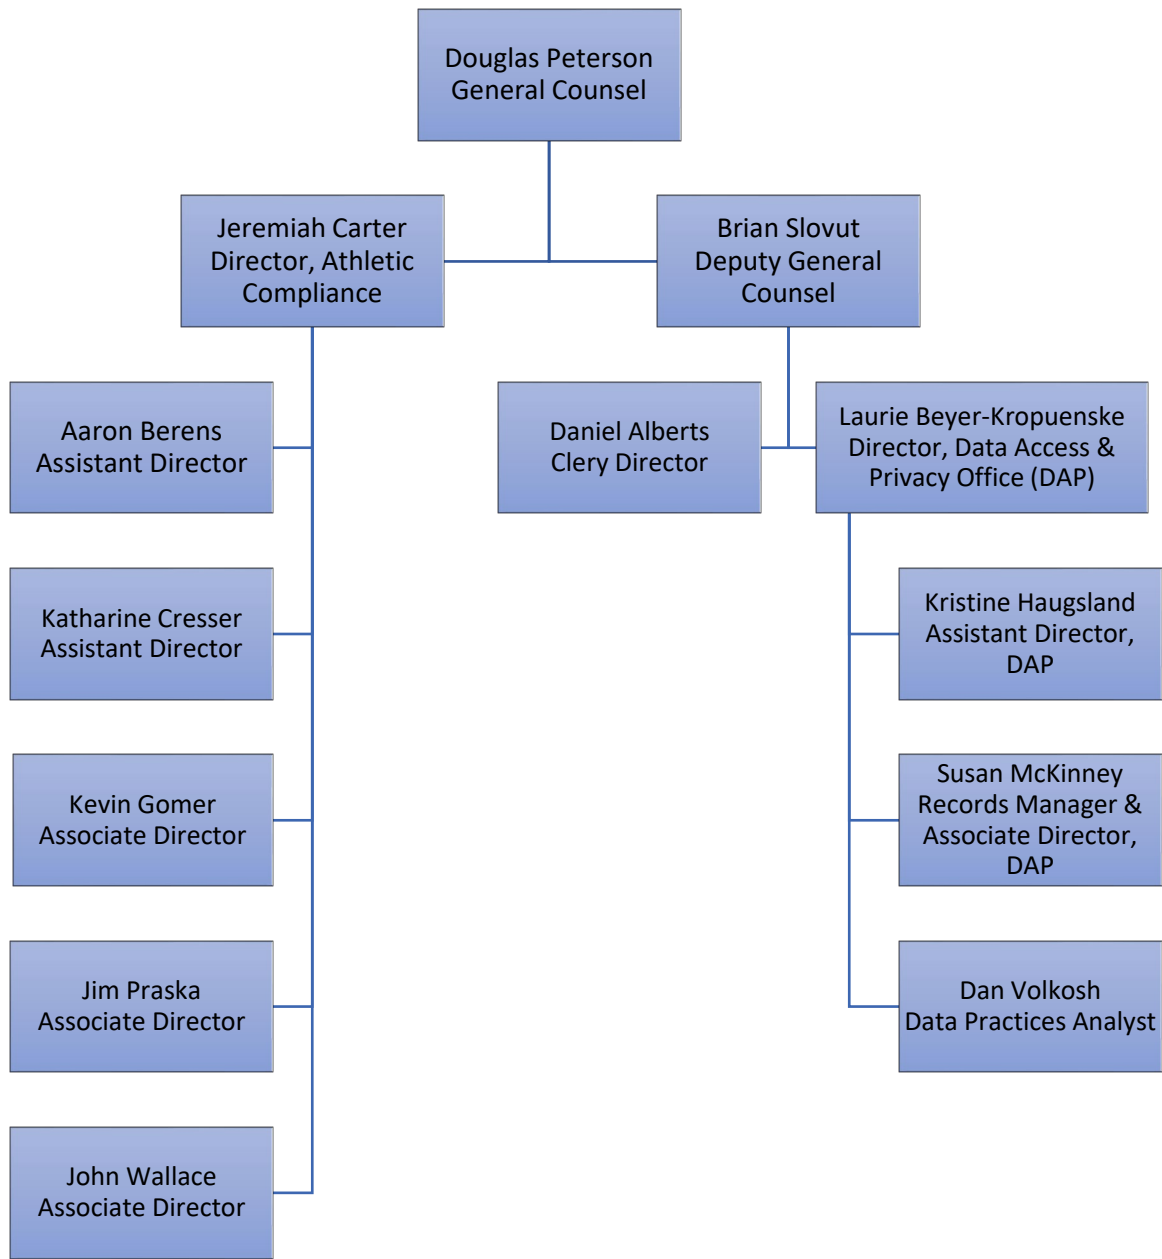 Douglas Peterson
General Counsel
Jeremiah Carter
Director, Athletic
Compliance
Brian Slovut
Deputy General
Counsel
Aaron Berens
Assistant Director
Daniel Alberts
Clery Director
Laurie Beyer-Kropuenske
Director, Data Access &
Privacy Office (DAP)
Katharine Cresser
Assistant Director
Kristine Haugsland
Assistant Director,
DAP
Kevin Gomer
Associate Director
Susan McKinney
Records Manager &
Associate Director,
DAP
Jim Praska
Associate Director
Dan Volkosh
Data Practices Analyst
John Wallace
Associate Director